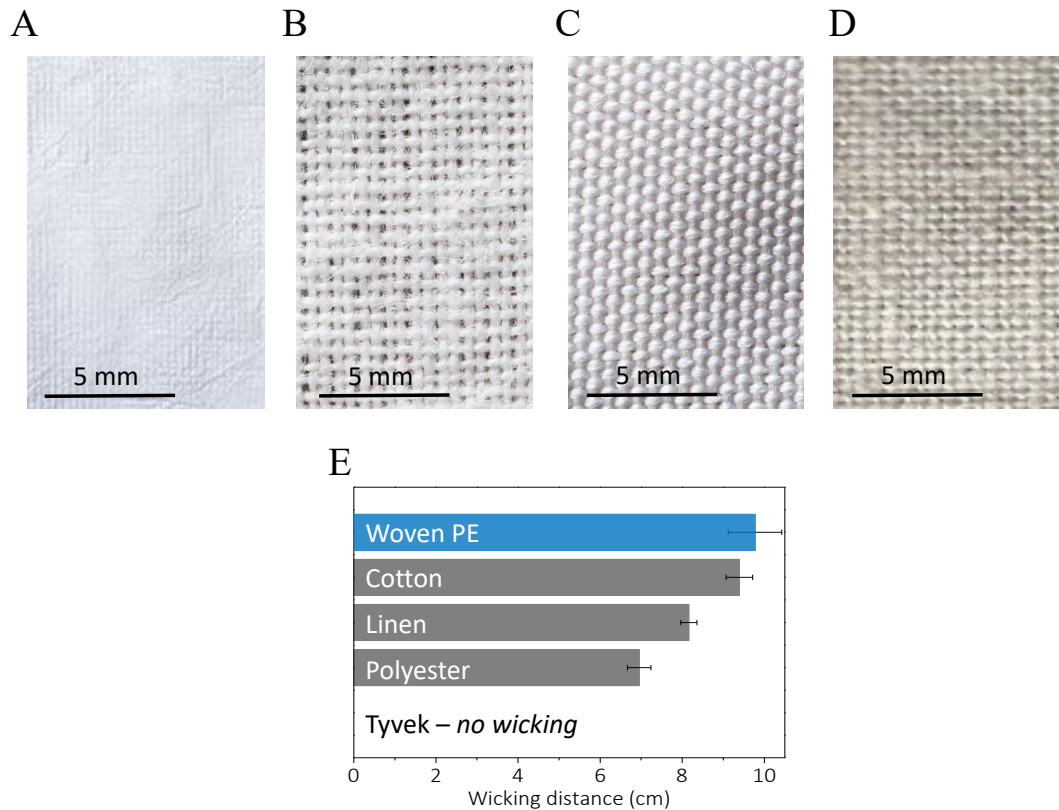 A
B
C
D
5 mm
5 mm
5 mm
5 mm
E
Woven PE
Cotton
Linen
Polyester
Tyvek – no wicking
0 2 4 6 8 10
Wicking distance (cm)